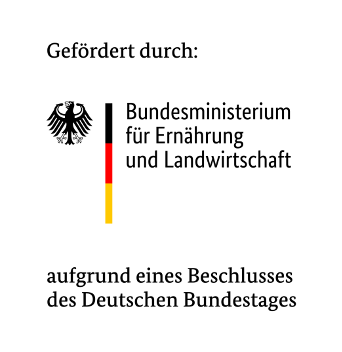 Gefördert durch:
Bundesministerium
für Ernährung
und Landwirtschaft
aufgrund eines Beschlusses
des Deutschen Bundestages